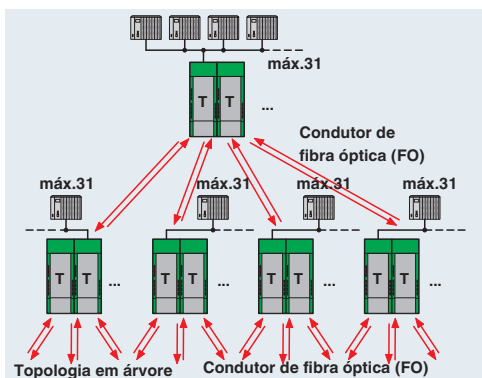 máx.31
T T ...
Condutor de
fibra óptica (FO)
máx.31 máx.31 máx.31 máx.31
T T ... T T ... T T ... T T ...
Topologia em árvore Condutor de fibra óptica (FO)